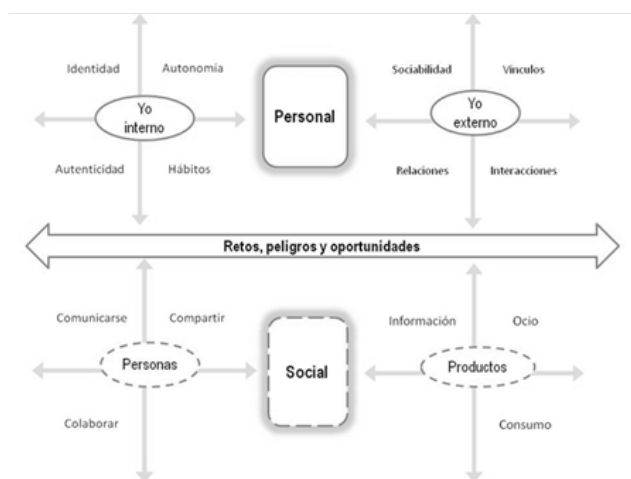 Identidad Autonomía
Sociabilidad Vínculos
Yo
interno
Personal
Yo
externo
Autenticidad Hábitos
Relaciones Interacciones
Retos, peligros y oportunidades
Comunicarse Compartir
Información Ocio
Personas
Social
Productos
Colaborar
Consumo